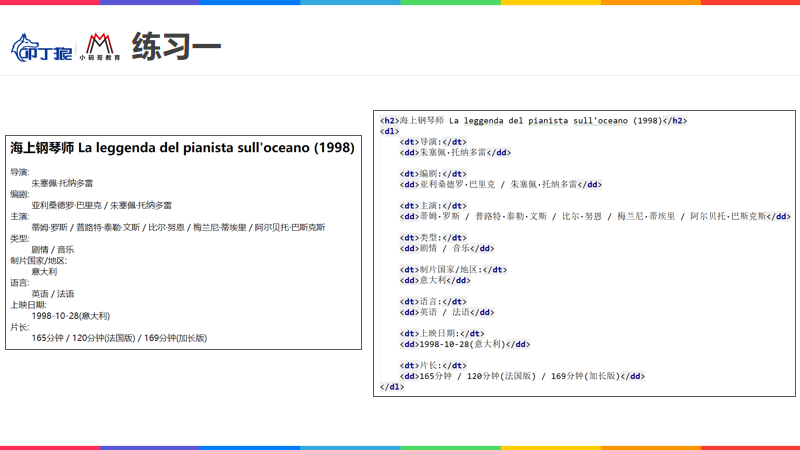 叩丁狼
小码哥教育
练习一
海上钢琴师 La leggenda del pianista sull'oceano (1998)
导演:
朱塞佩·托纳多雷
编剧:
亚利桑德罗·巴里克 / 朱塞佩·托纳多雷
主演:
蒂姆·罗斯 / 普路特·泰勒·文斯 / 比尔·努恩 / 梅兰尼·蒂埃里 / 阿尔贝托·巴斯克斯
类型:
剧情 / 音乐
制片国家/地区:
意大利
语言:
英语 / 法语
上映日期:
1998-10-28(意大利)
片长:
165分钟 / 120分钟(法国版) / 169分钟(加长版)
<h2>海上钢琴师 La leggenda del pianista sull'oceano (1998)</h2>
<dl>
<dt>导演:</dt>
<dd>朱塞佩·托纳多雷</dd>
<dt>编剧:</dt>
<dd>亚利桑德罗·巴里克 / 朱塞佩·托纳多雷</dd>
<dt>主演:</dt>
<dd>蒂姆·罗斯 / 普路特·泰勒·文斯 / 比尔·努恩 / 梅兰尼·蒂埃里 / 阿尔贝托·巴斯克斯</dd>
<dt>类型:</dt>
<dd>剧情 / 音乐</dd>
<dt>制片国家/地区:</dt>
<dd>意大利</dd>
<dt>语言:</dt>
<dd>英语 / 法语</dd>
<dt>上映日期:</dt>
<dd>1998-10-28(意大利)</dd>
<dt>片长:</dt>
<dd>165分钟 / 120分钟(法国版) / 169分钟(加长版)</dd>
</dl>